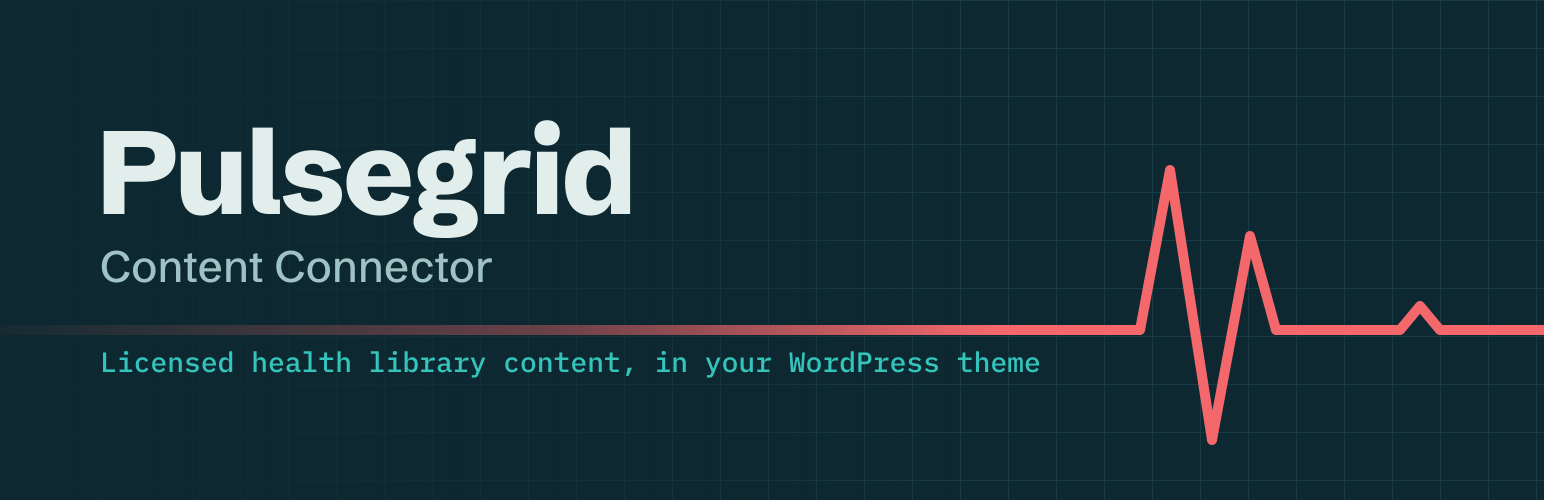 Pulsegrid
Content Connector
Licensed health library content, in your WordPress theme